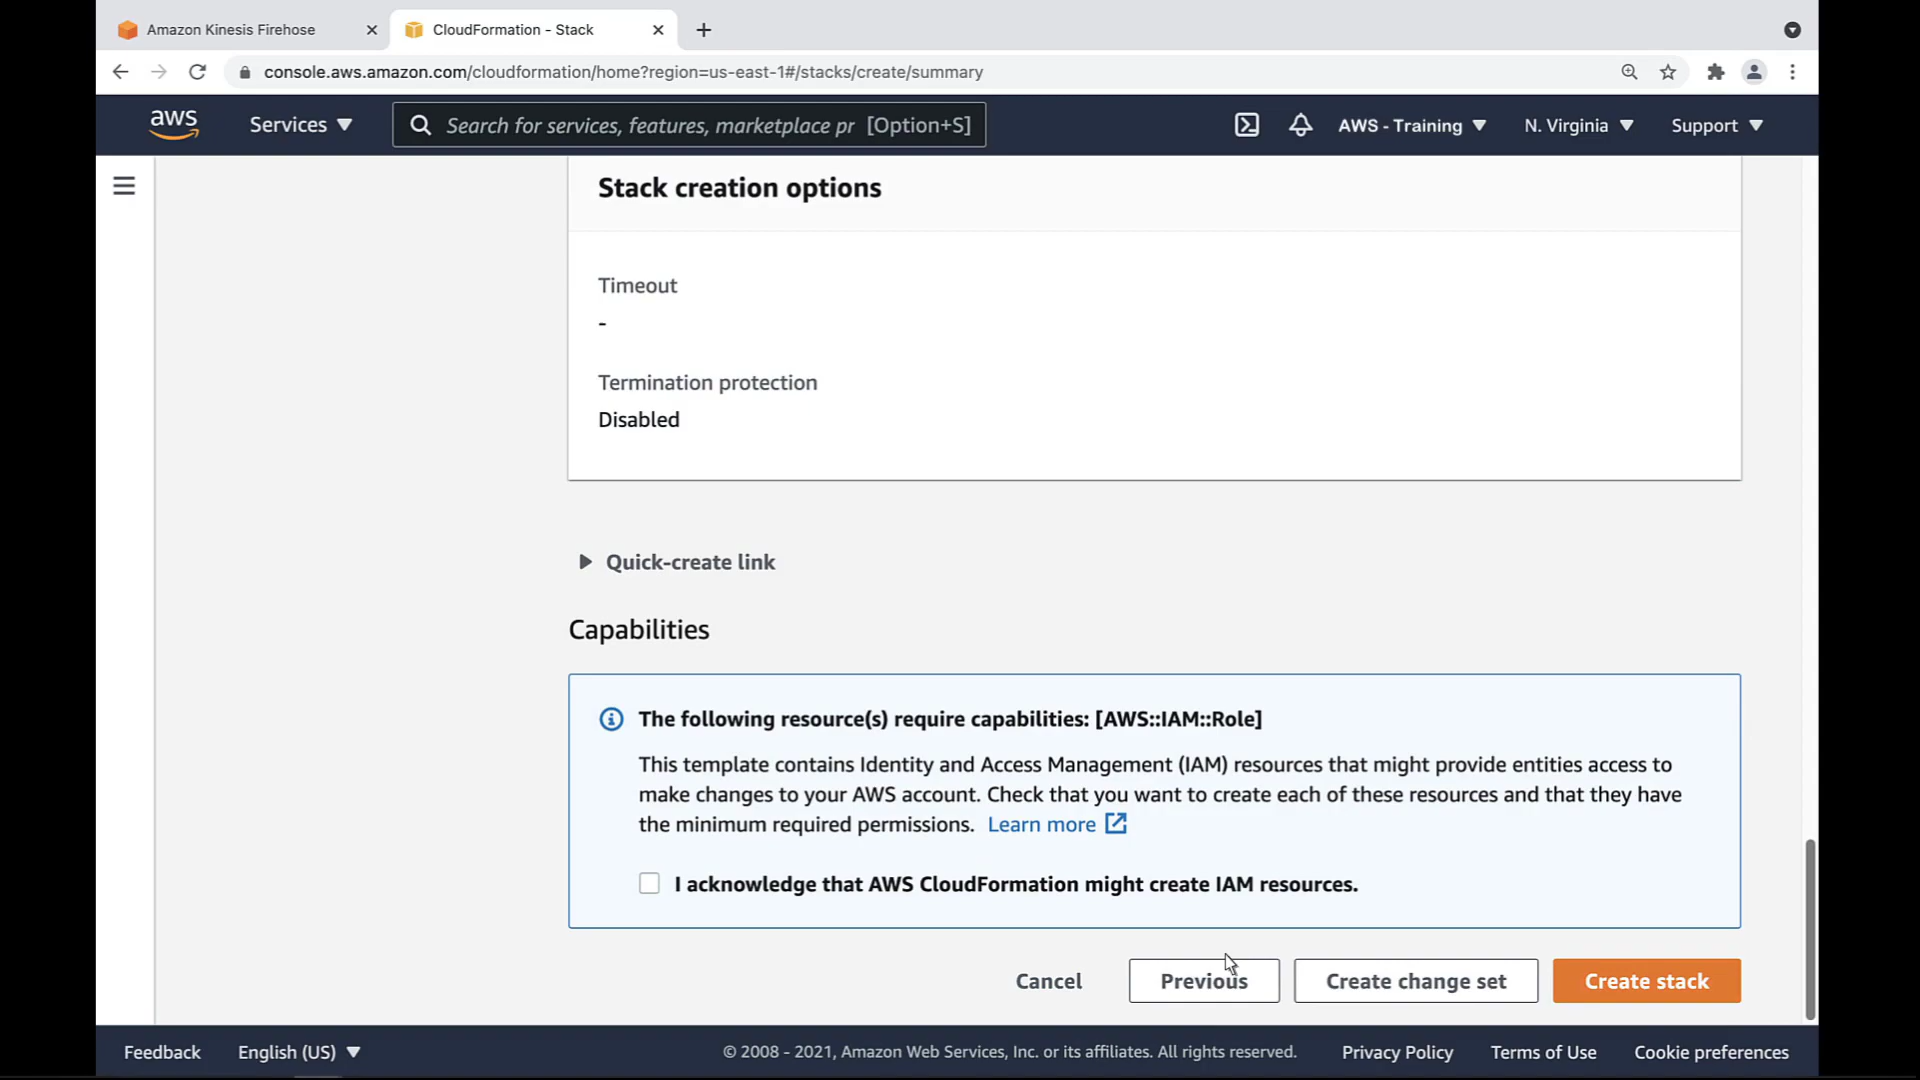 Amazon Kinesis Firehose
CloudFormation - Stack
console.aws.amazon.com/cloudformation/home?region=us-east-1#/stacks/create/summary
aws
Services
Search for services, features, marketplace pr [Option+S]
AWS - Training
N. Virginia
Support
Stack creation options
Timeout
-
Termination protection
Disabled
Quick-create link
Capabilities
The following resource(s) require capabilities: [AWS::IAM::Role]
This template contains Identity and Access Management (IAM) resources that might provide entities access to
make changes to your AWS account. Check that you want to create each of these resources and that they have
the minimum required permissions. Learn more
I acknowledge that AWS CloudFormation might create IAM resources.
Cancel
Previous
Create change set
Create stack
Feedback
English (US)
© 2008 - 2021, Amazon Web Services, Inc. or its affiliates. All rights reserved.
Privacy Policy
Terms of Use
Cookie preferences